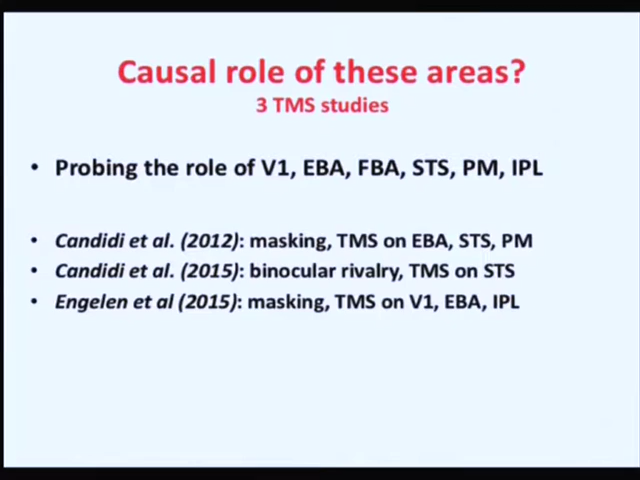 Causal role of these areas?
3 TMS studies
• Probing the role of V1, EBA, FBA, STS, PM, IPL
• Candidi et al. (2012): masking, TMS on EBA, STS, PM
• Candidi et al. (2015): binocular rivalry, TMS on STS
• Engelen et al (2015): masking, TMS on V1, EBA, IPL